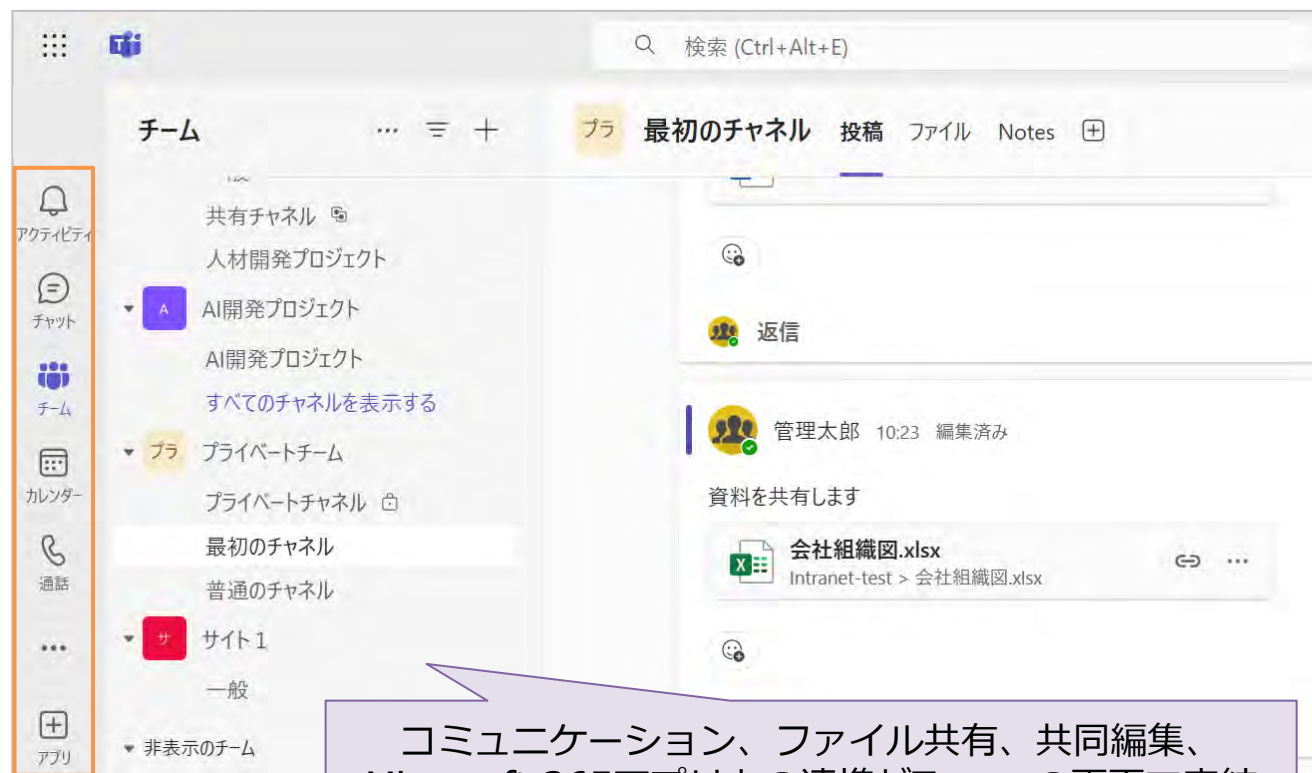 検索 (Ctrl+Alt+E)
チーム
プラ 最初のチャネル 投稿 ファイル Notes
アクティビティ
チャット
チーム
カレンダー
通話
アプリ
共有チャネル
人材開発プロジェクト
A AI開発プロジェクト
AI開発プロジェクト
すべてのチャネルを表示する
プラ プライベートチーム
プライベートチャネル
最初のチャネル
普通のチャネル
サ サイト 1
一般
非表示のチーム
返信
管理太郎 10:23 編集済み
資料を共有します
会社組織図.xlsx
Intranet-test > 会社組織図.xlsx
コミュニケーション、ファイル共有、共同編集、